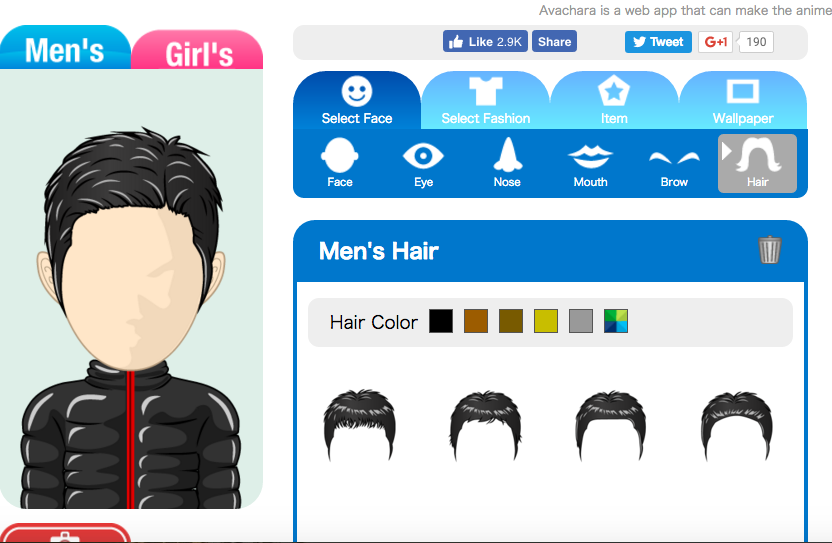 Avachara is a web app that can make the anime
Men's
Girl's
Like 2.9K
Share
Tweet
G+1
190
Select Face
Select Fashion
Item
Wallpaper
Face
Eye
Nose
Mouth
Brow
Hair
Men's Hair
Hair Color